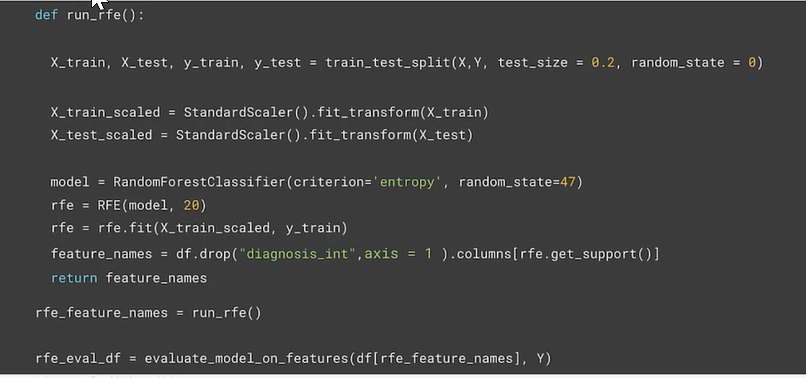 def run_rfe():
X_train, X_test, y_train, y_test = train_test_split(X,Y, test_size = 0.2, random_state = 0)
X_train_scaled = StandardScaler().fit_transform(X_train)
X_test_scaled = StandardScaler().fit_transform(X_test)
model = RandomForestClassifier(criterion='entropy', random_state=47)
rfe = RFE(model, 20)
rfe = rfe.fit(X_train_scaled, y_train)
feature_names = df.drop("diagnosis_int",axis = 1 ).columns[rfe.get_support()]
return feature_names
rfe_feature_names = run_rfe()
rfe_eval_df = evaluate_model_on_features(df[rfe_feature_names], Y)